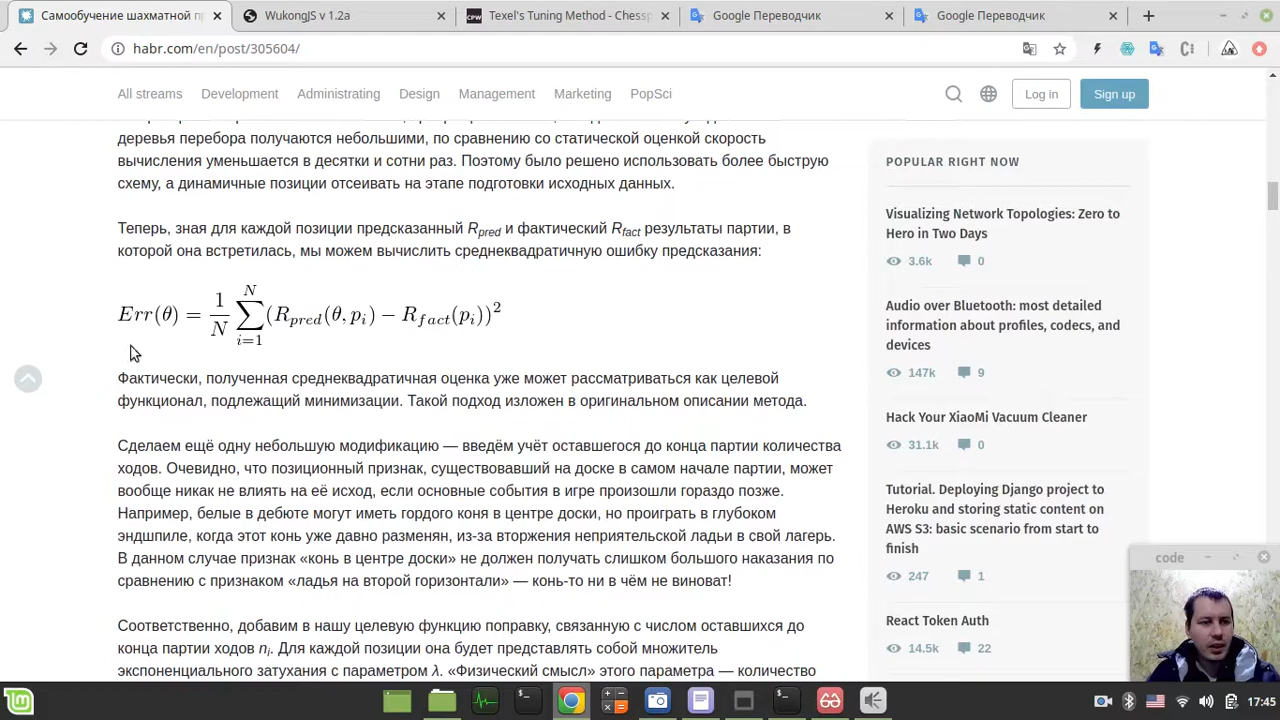 Самообучение шахматной пр
WukongJS v 1.2a
CPW
Texel's Tuning Method - Chessp
Google Переводчик
Google Переводчик
habr.com/en/post/305604/
All streams
Development
Administrating
Design
Management
Marketing
PopSci
Log in
Sign up
деревья перебора получаются небольшими, по сравнению со статической оценкой скорость
вычисления уменьшается в десятки и сотни раз. Поэтому было решено использовать более быструю
схему, а динамичные позиции отсеивать на этапе подготовки исходных данных.
Теперь, зная для каждой позиции предсказанный Rpred и фактический Rfact результаты партии, в
которой она встретилась, мы можем вычислить среднеквадратичную ошибку предсказания:
Err(θ) = 1/N ∑_{i=1}^{N} (R_{pred}(θ, p_i) − R_{fact}(p_i))^2
Фактически, полученная среднеквадратичная оценка уже может рассматриваться как целевой
функционал, подлежащий минимизации. Такой подход изложен в оригинальном описании метода.
Сделаем ещё одну небольшую модификацию — введём учёт оставшегося до конца партии количества
ходов. Очевидно, что позиционный признак, существовавший на доске в самом начале партии, может
вообще никак не влиять на её исход, если основные события в игре произошли гораздо позже.
Например, белые в дебюте могут иметь гордого коня в центре доски, но проиграть в глубоком
эндшпиле, когда этот конь уже давно разменян, из-за вторжения неприятельской ладьи в свой лагерь.
В данном случае признак «конь в центре доски» не должен получать слишком большого наказания по
сравнению с признаком «ладья на второй горизонтали» — конь-то ни в чём не виноват!
Соответственно, добавим в нашу целевую функцию поправку, связанную с числом оставшихся до
конца партии ходов ni. Для каждой позиции она будет представлять собой множитель
экспоненциального затухания с параметром λ. «Физический смысл» этого параметра — количество
POPULAR RIGHT NOW
Visualizing Network Topologies: Zero to
Hero in Two Days
3.6k 0
Audio over Bluetooth: most detailed
information about profiles, codecs, and
devices
147k 9
Hack Your XiaoMi Vacuum Cleaner
31.1k 0
Tutorial. Deploying Django project to
Heroku and storing static content on
AWS S3: basic scenario from start to
finish
247 1
React Token Auth
14.5k 22
code
17:45